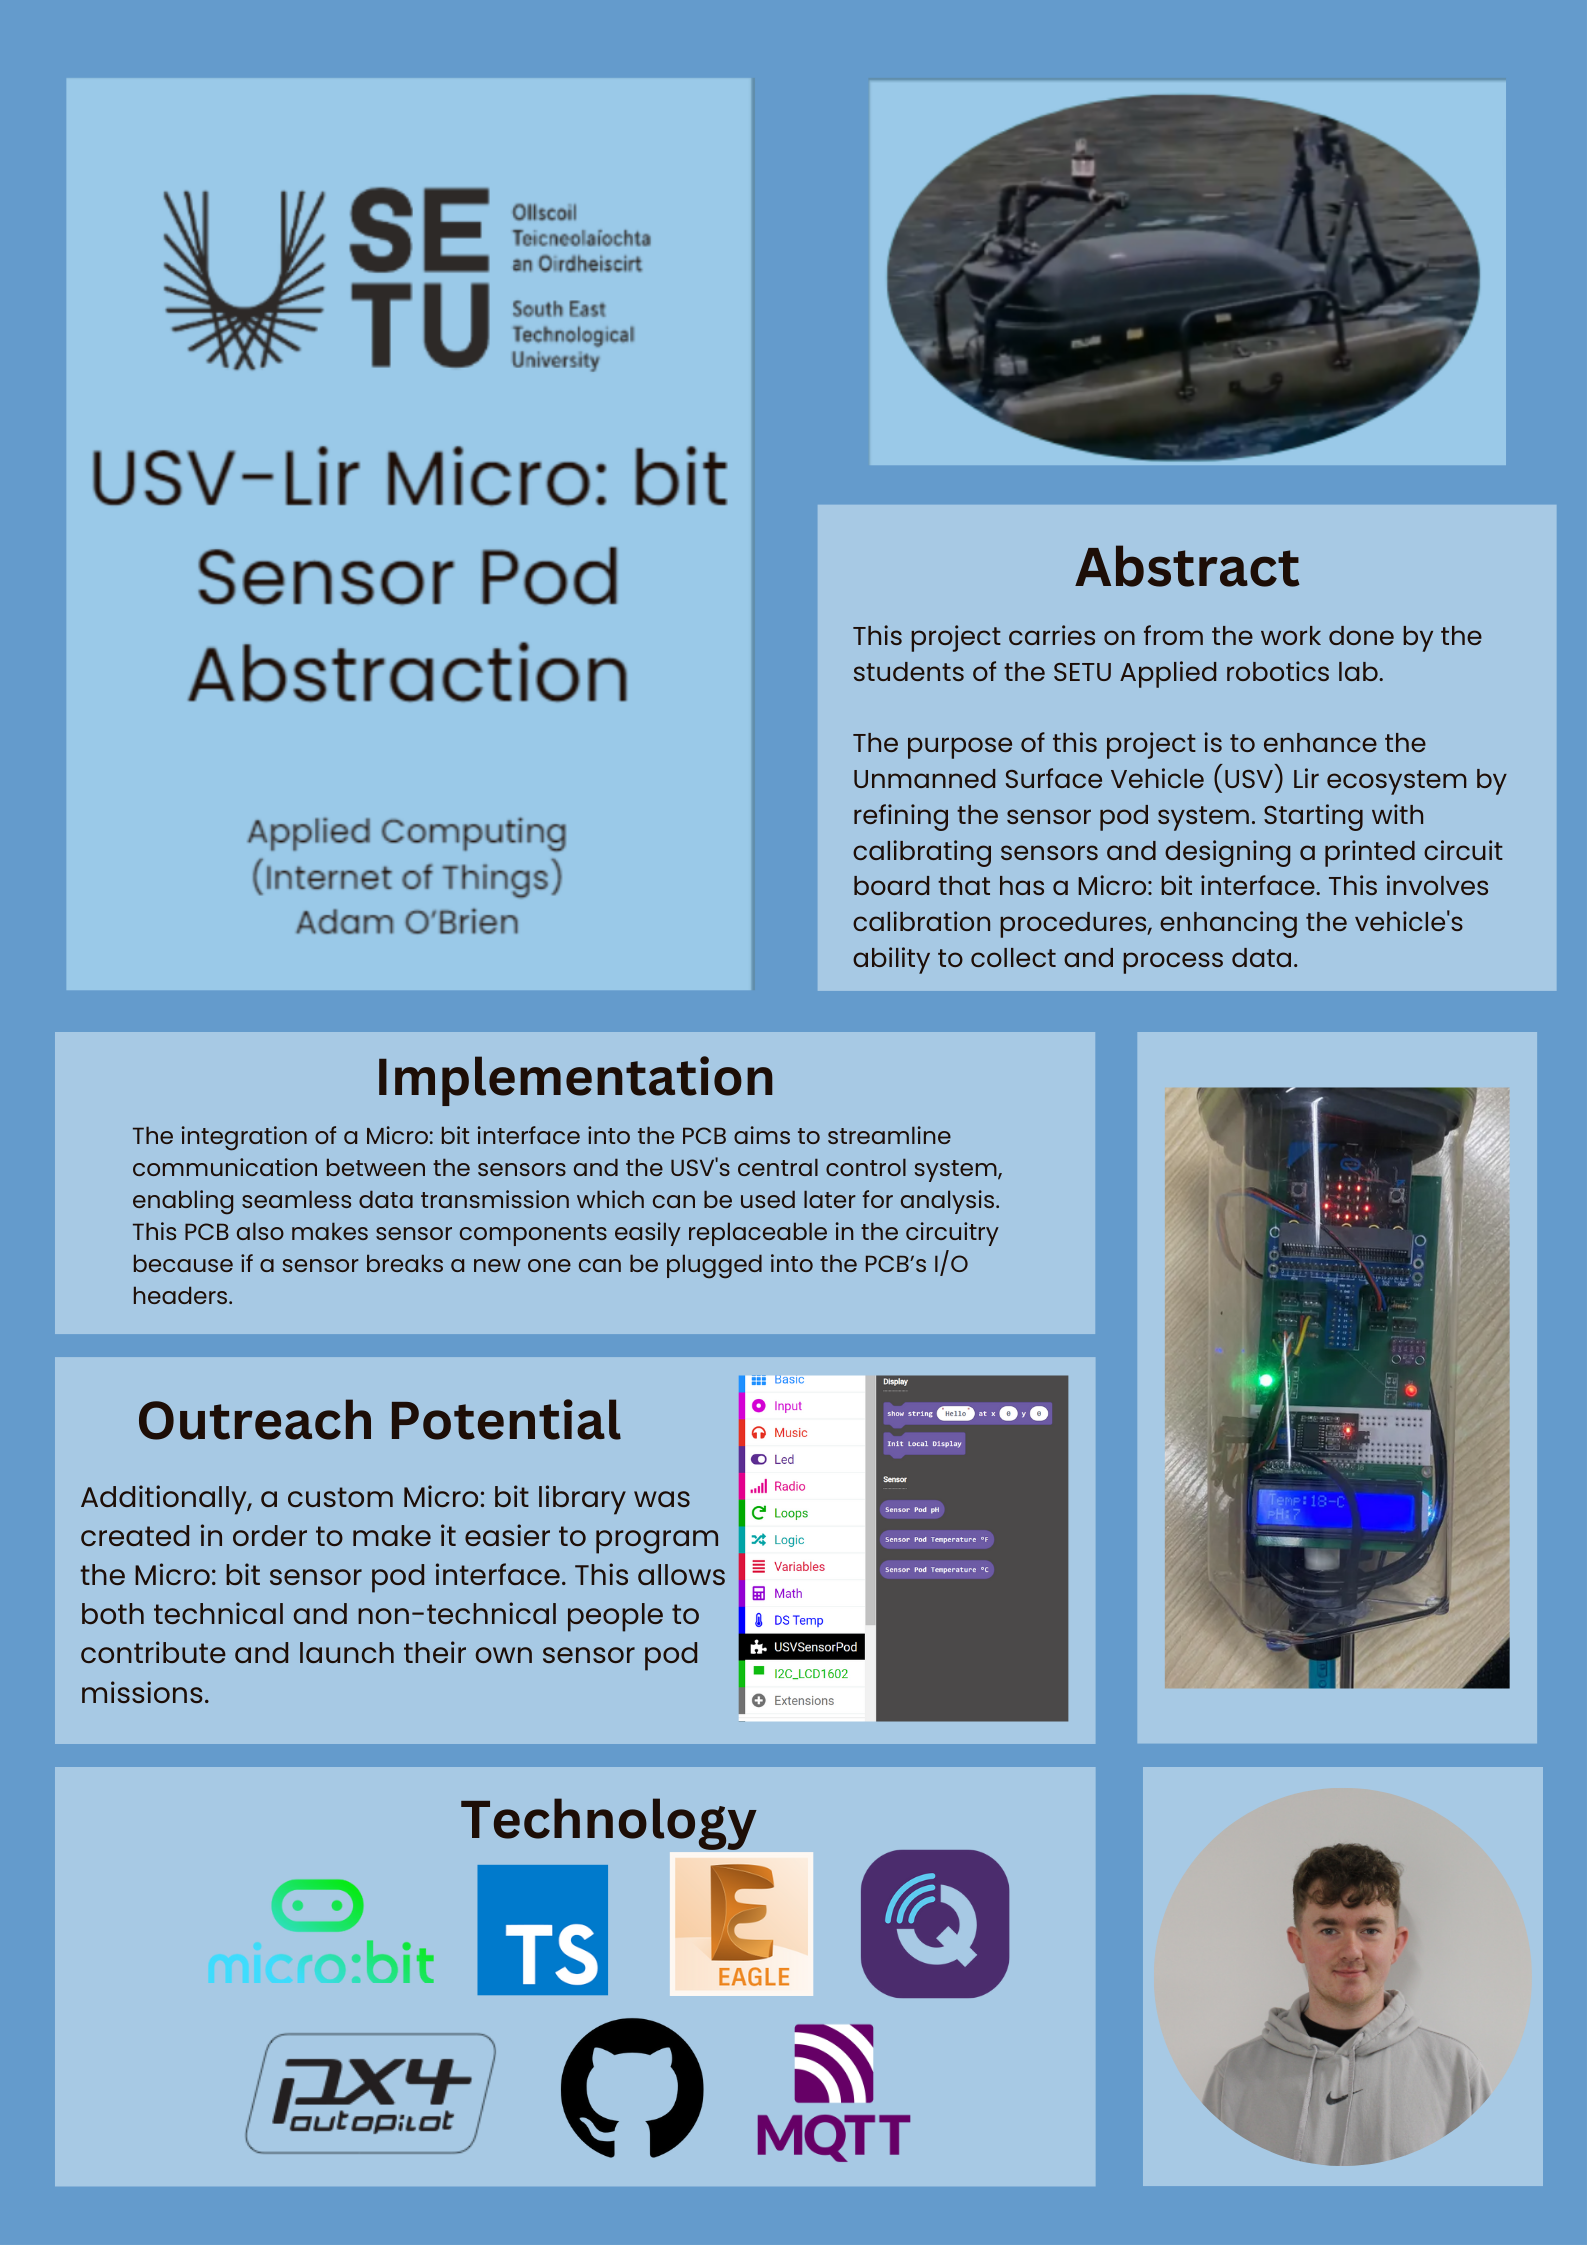 SE
TU
Ollscoil
Teicneolaíochta
an Oirdheiscirt
South East
Technological
University
USV-Lir Micro: bit
Sensor Pod
Abstraction
Applied Computing
(Internet of Things)
Adam O'Brien
Abstract
This project carries on from the work done by the
students of the SETU Applied robotics lab.
The purpose of this project is to enhance the
Unmanned Surface Vehicle (USV) Lir ecosystem by
refining the sensor pod system. Starting with
calibrating sensors and designing a printed circuit
board that has a Micro: bit interface. This involves
calibration procedures, enhancing the vehicle's
ability to collect and process data.
Implementation
The integration of a Micro: bit interface into the PCB aims to streamline
communication between the sensors and the USV's central control system,
enabling seamless data transmission which can be used later for analysis.
This PCB also makes sensor components easily replaceable in the circuitry
because if a sensor breaks a new one can be plugged into the PCB's I/O
headers.
Temp:18-C
pH:7
Outreach Potential
Additionally, a custom Micro: bit library was
created in order to make it easier to program
the Micro: bit sensor pod interface. This allows
both technical and non-technical people to
contribute and launch their own sensor pod
missions.
Basic
Input
Music
Led
Radio
Loops
Logic
Variables
Math
DS Temp
USVSensorPod
I2C_LCD1602
Extensions
Display
show string "Hello" at x 0 y 0
Init Local Display
Sensor
Sensor Pod pH
Sensor Pod Temperature °F
Sensor Pod Temperature °C
Technology
micro:bit
TS
EAGLE
Q
px4
autopilot
MQTT